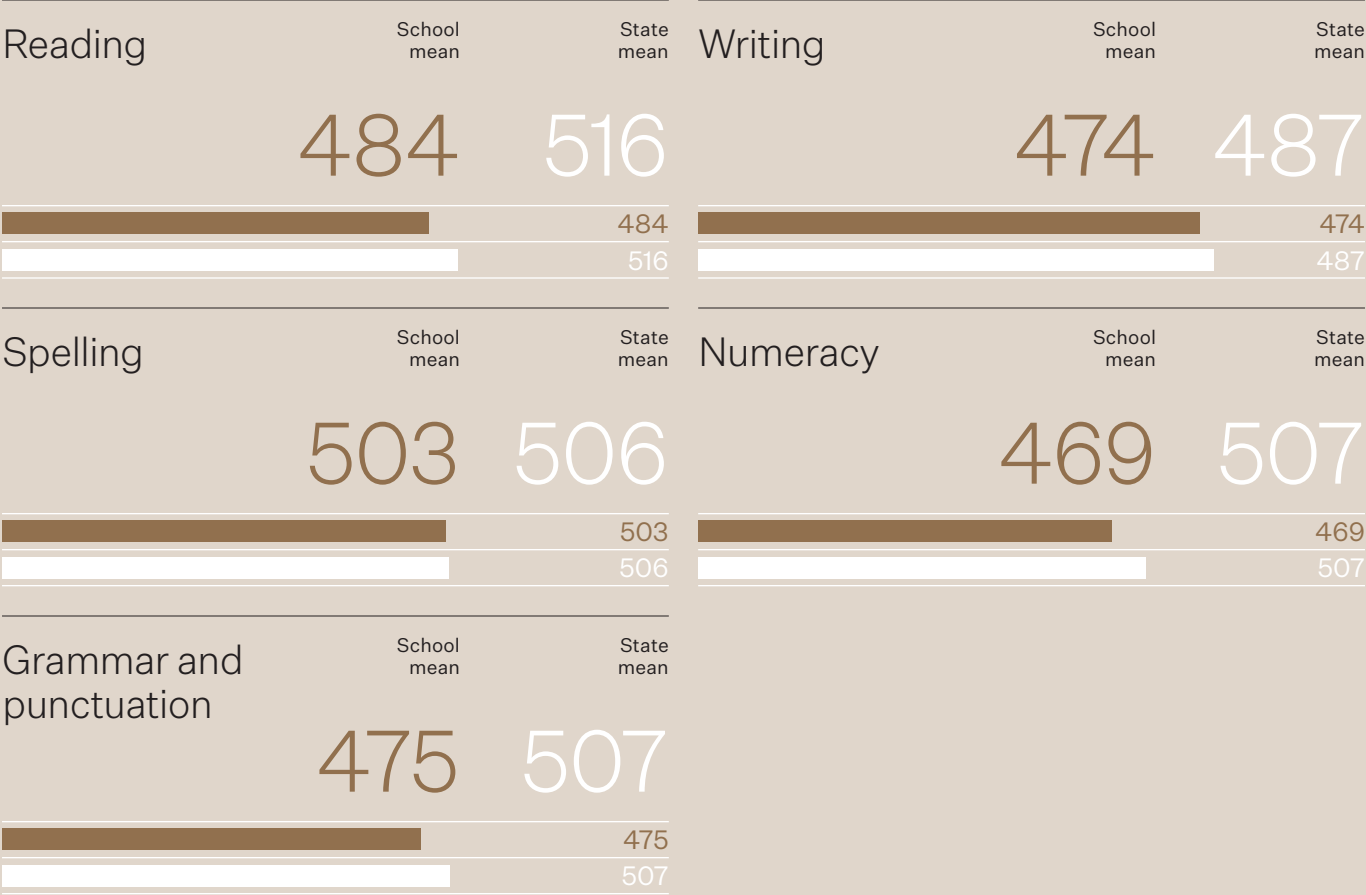 Reading
School
mean
State
mean
484
516
484
516
Writing
School
mean
State
mean
474
487
474
487
Spelling
School
mean
State
mean
503
506
503
506
Numeracy
School
mean
State
mean
469
507
469
507
Grammar and
punctuation
School
mean
State
mean
475
507
475
507